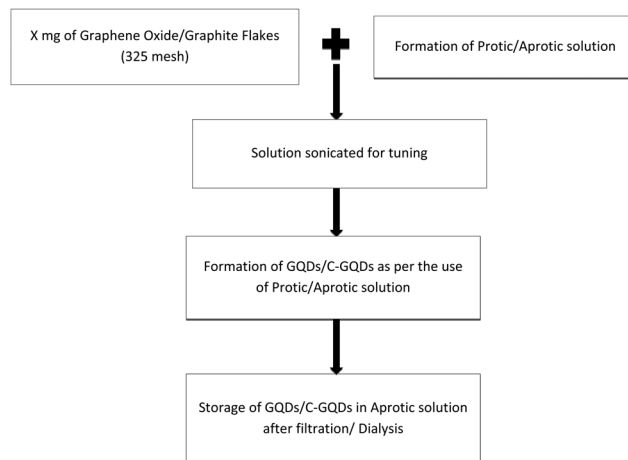 X mg of Graphene Oxide/Graphite Flakes
(325 mesh)
Formation of Protic/Aprotic solution
Solution sonicated for tuning
Formation of GQDs/C-GQDs as per the use
of Protic/Aprotic solution
Storage of GQDs/C-GQDs in Aprotic solution
after filtration/ Dialysis